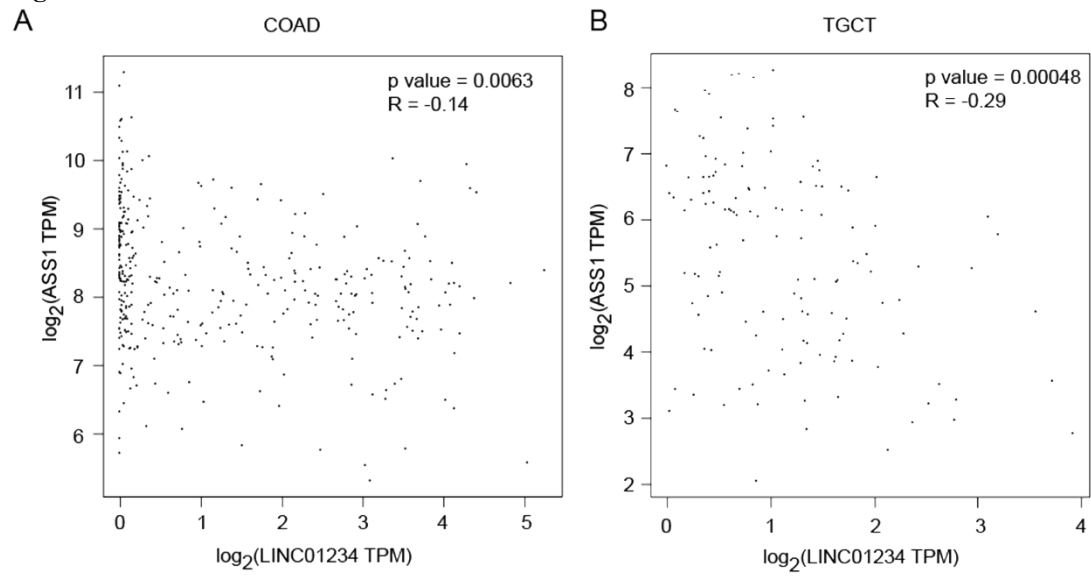 A
COAD
p value = 0.0063
R = -0.14
11
10
9
8
7
6
log2(ASS1 TPM)
0 1 2 3 4 5
log2(LINC01234 TPM)
B
TGCT
p value = 0.00048
R = -0.29
8
7
6
5
4
3
2
log2(ASS1 TPM)
0 1 2 3 4
log2(LINC01234 TPM)